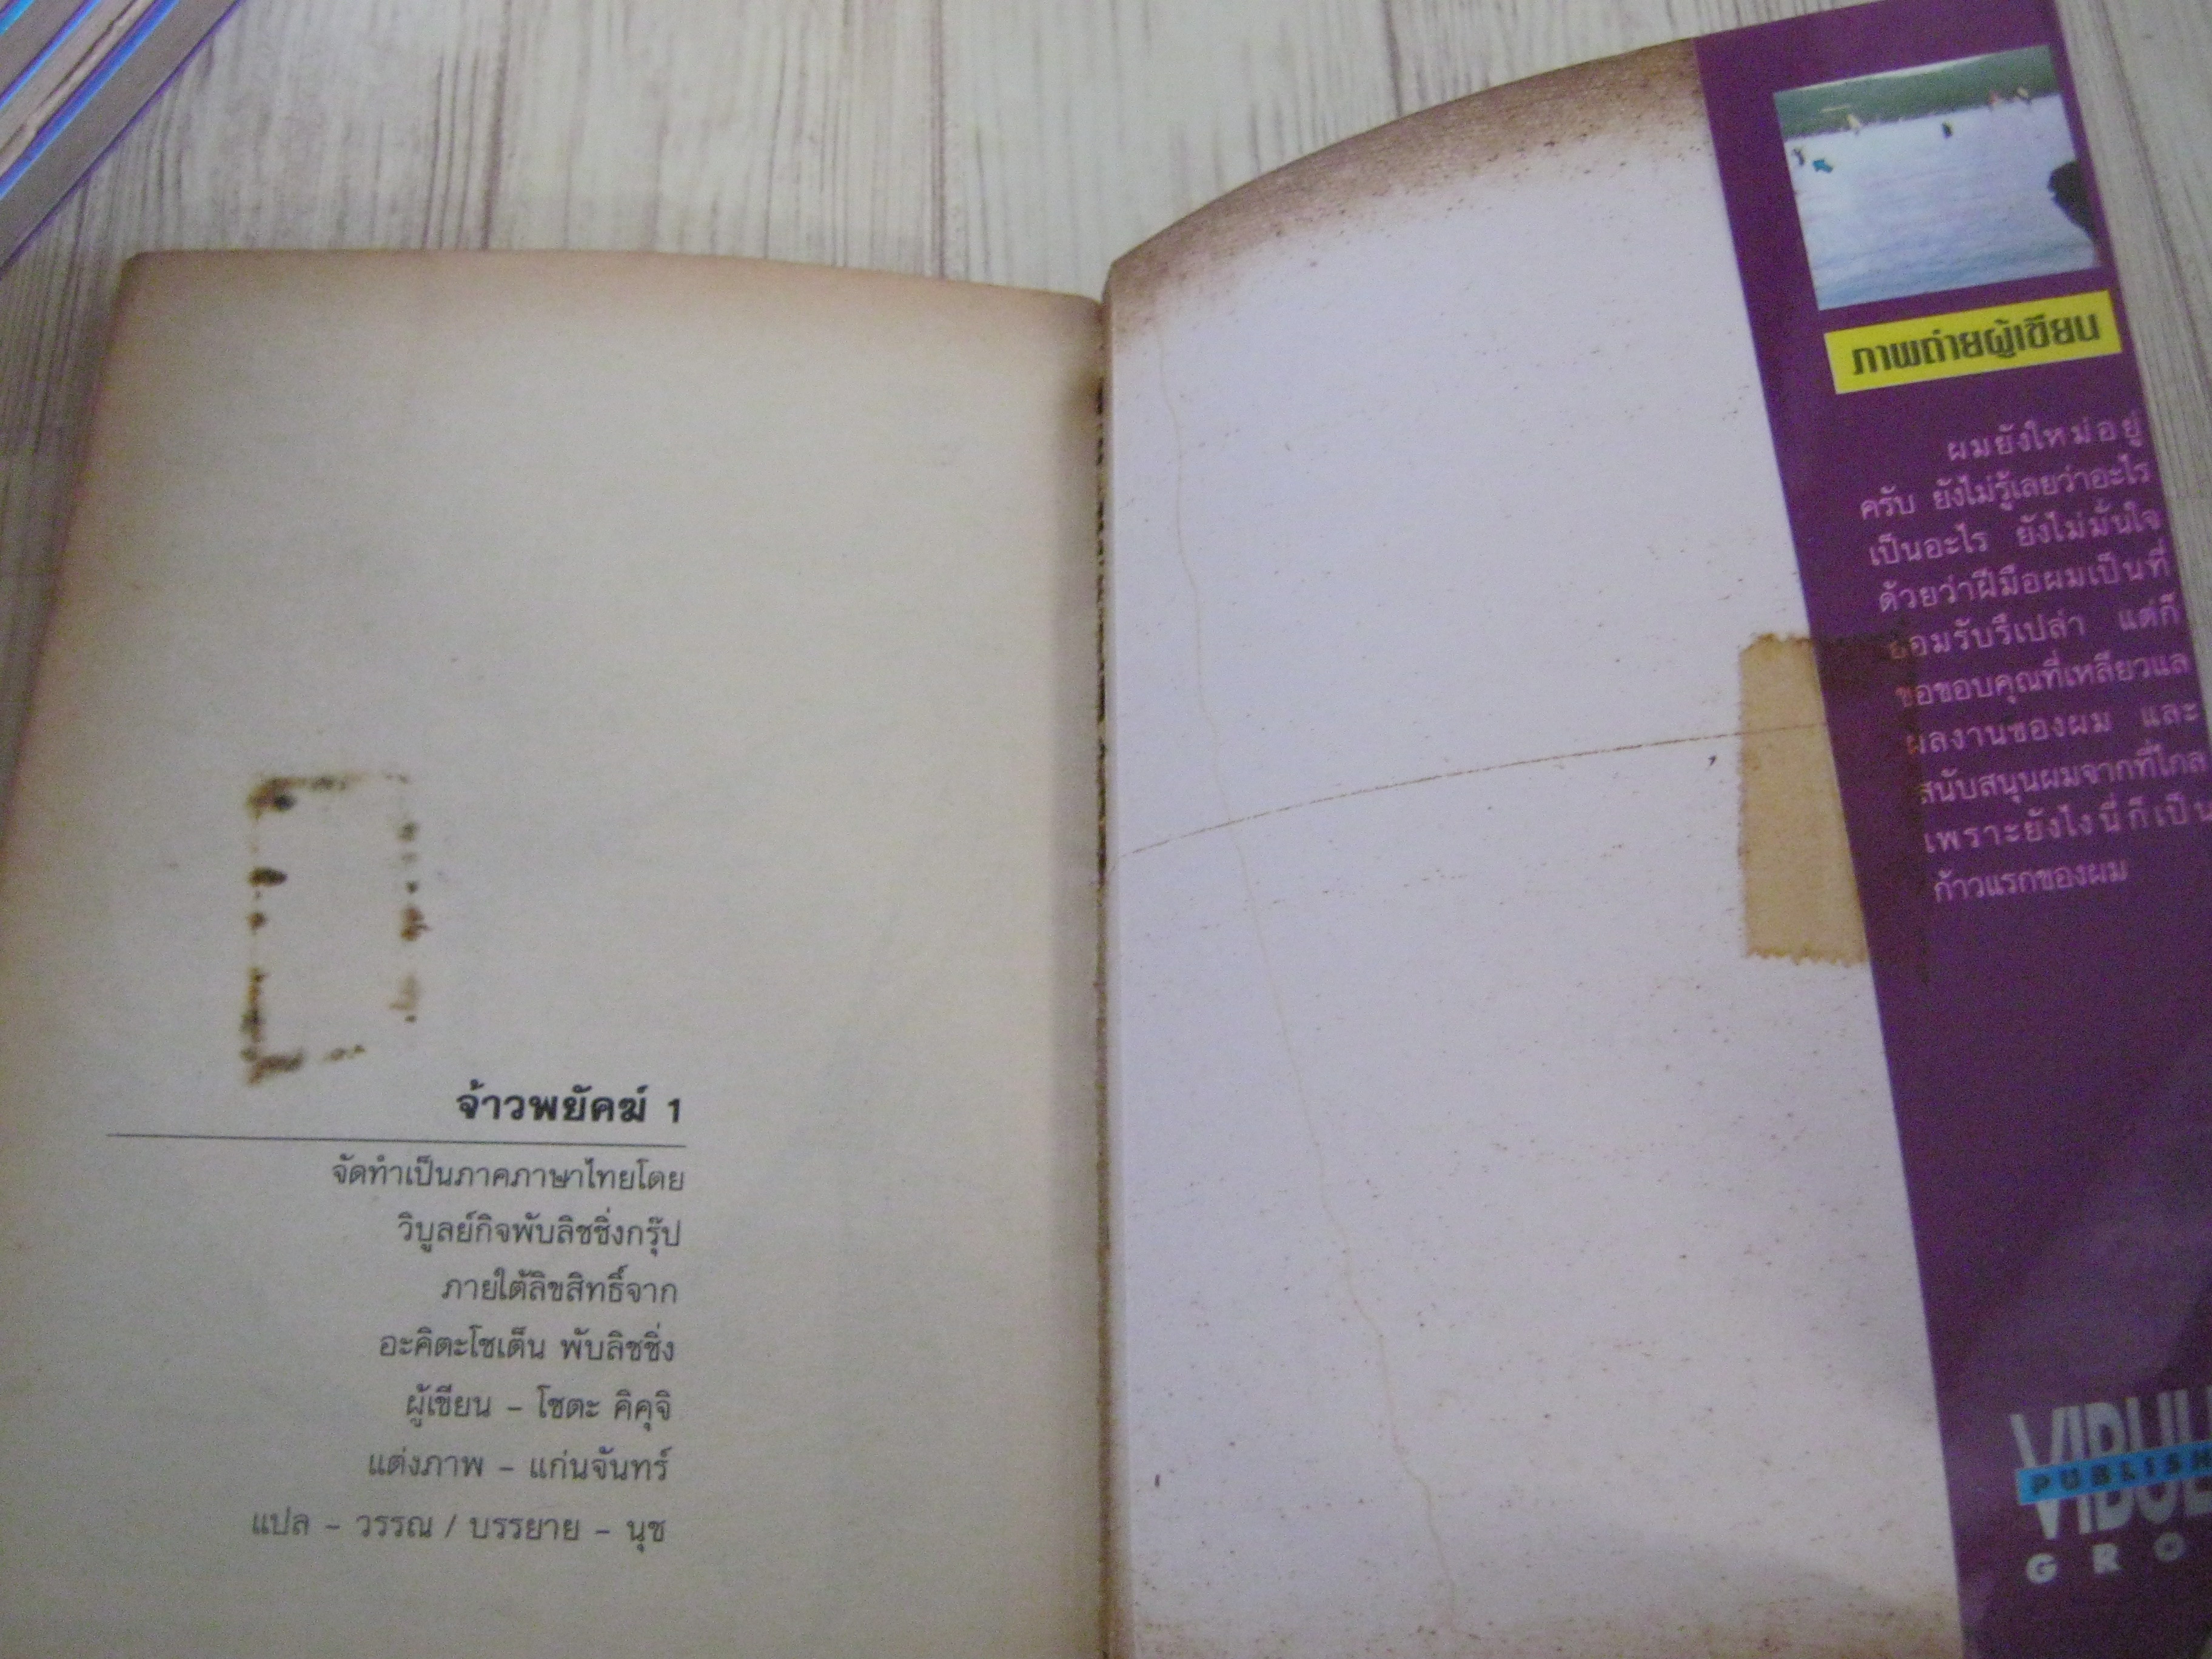 จ้าวพยัคฆ์ 1
จัดทำเป็นภาคภาษาไทยโดย
วิบูลย์กิจพับลิชชิ่งกรุ๊ป
ภายใต้ลิขสิทธิ์จาก
อะคิตะโชเต็น พับลิชชิ่ง
ผู้เขียน - โชตะ คิคุจิ
แต่งภาพ - แก่นจันทร์
แปล - วรรณ / บรรยาย - นุช
ภาพถ่ายผู้เขียน
ผมยังใหม่อยู่
ครับ ยังไม่รู้เลยว่าอะไร
เป็นอะไร ยังไม่มั่นใจ
ด้วยว่าฝีมือผมเป็นที่
ยอมรับรึเปล่า แต่ก็
ขอขอบคุณที่เหลียวแล
ผลงานของผม และ
สนับสนุนผมจากที่ไกล
เพราะยังไงนี่ก็เป็น
ก้าวแรกของผม